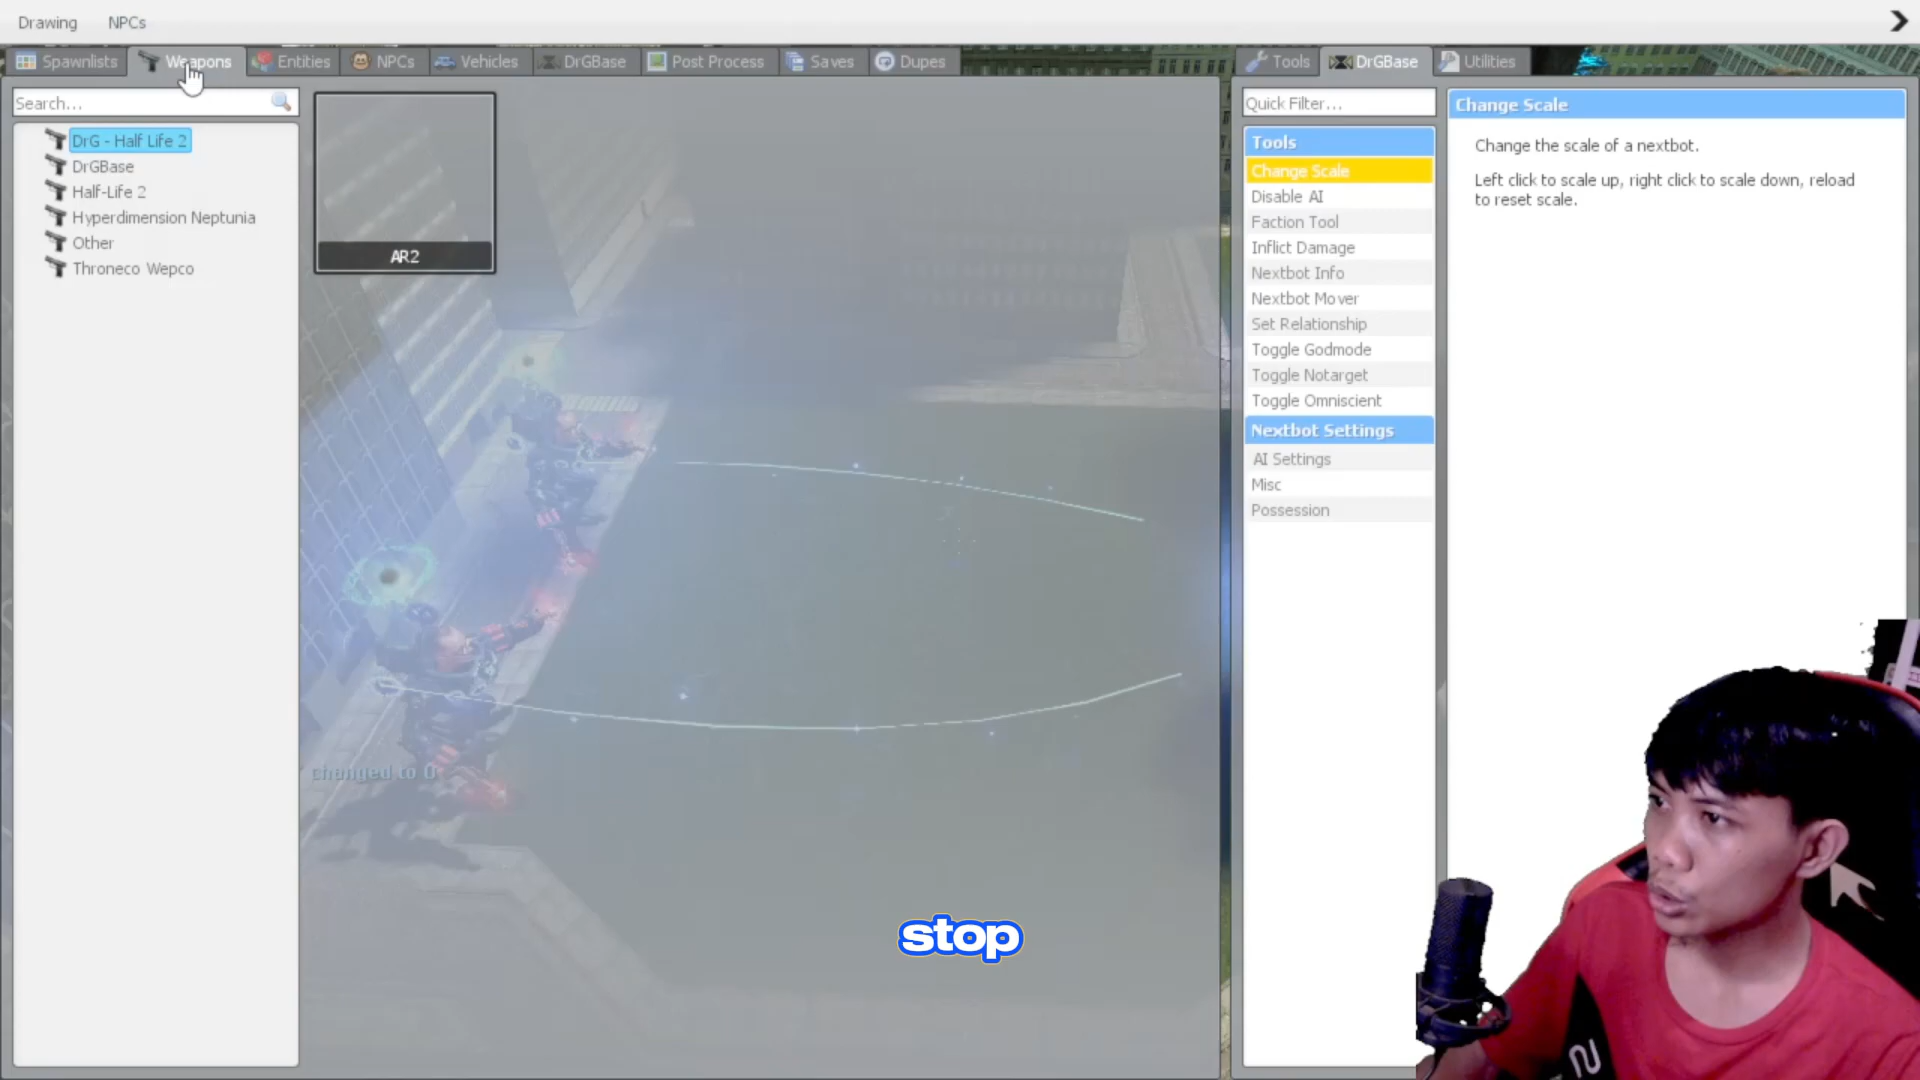 Drawing NPCs
Spawnlists Weapons Entities NPCs Vehicles DrGBase Post Process Saves Dupes
Search...
DrG - Half Life 2
DrGBase
Half-Life 2
Hyperdimension Neptunia
Other
Throneco Wepco
AR2
changed to 0
stop
Tools DrGBase Utilities
Quick Filter...
Tools
Change Scale
Disable AI
Faction Tool
Inflict Damage
Nextbot Info
Nextbot Mover
Set Relationship
Toggle Godmode
Toggle Notarget
Toggle Omniscient
Nextbot Settings
AI Settings
Misc
Possession
Change Scale
Change the scale of a nextbot.
Left click to scale up, right click to scale down, reload
to reset scale.